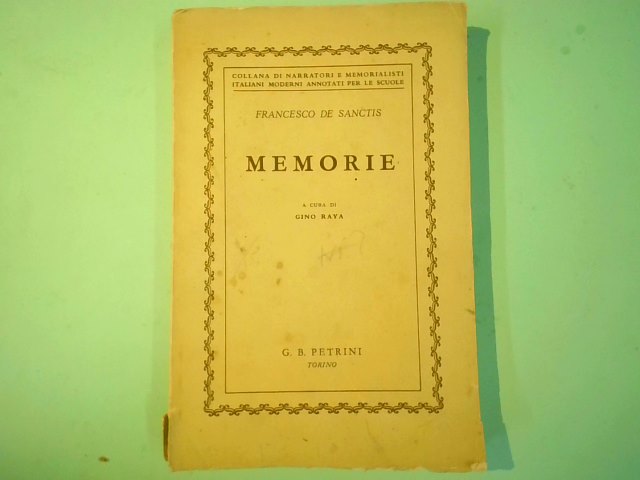 COLLANA DI NARRATORI E MEMORIALISTI
ITALIANI MODERNI ANNOTATI PER LE SCUOLE
FRANCESCO DE SANCTIS
MEMORIE
A CURA DI
GINO RAYA
G. B. PETRINI
TORINO